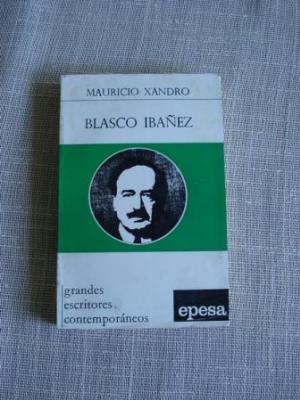 MAURICIO XANDRO
BLASCO IBAÑEZ
grandes
escritores
contemporáneos
epesa